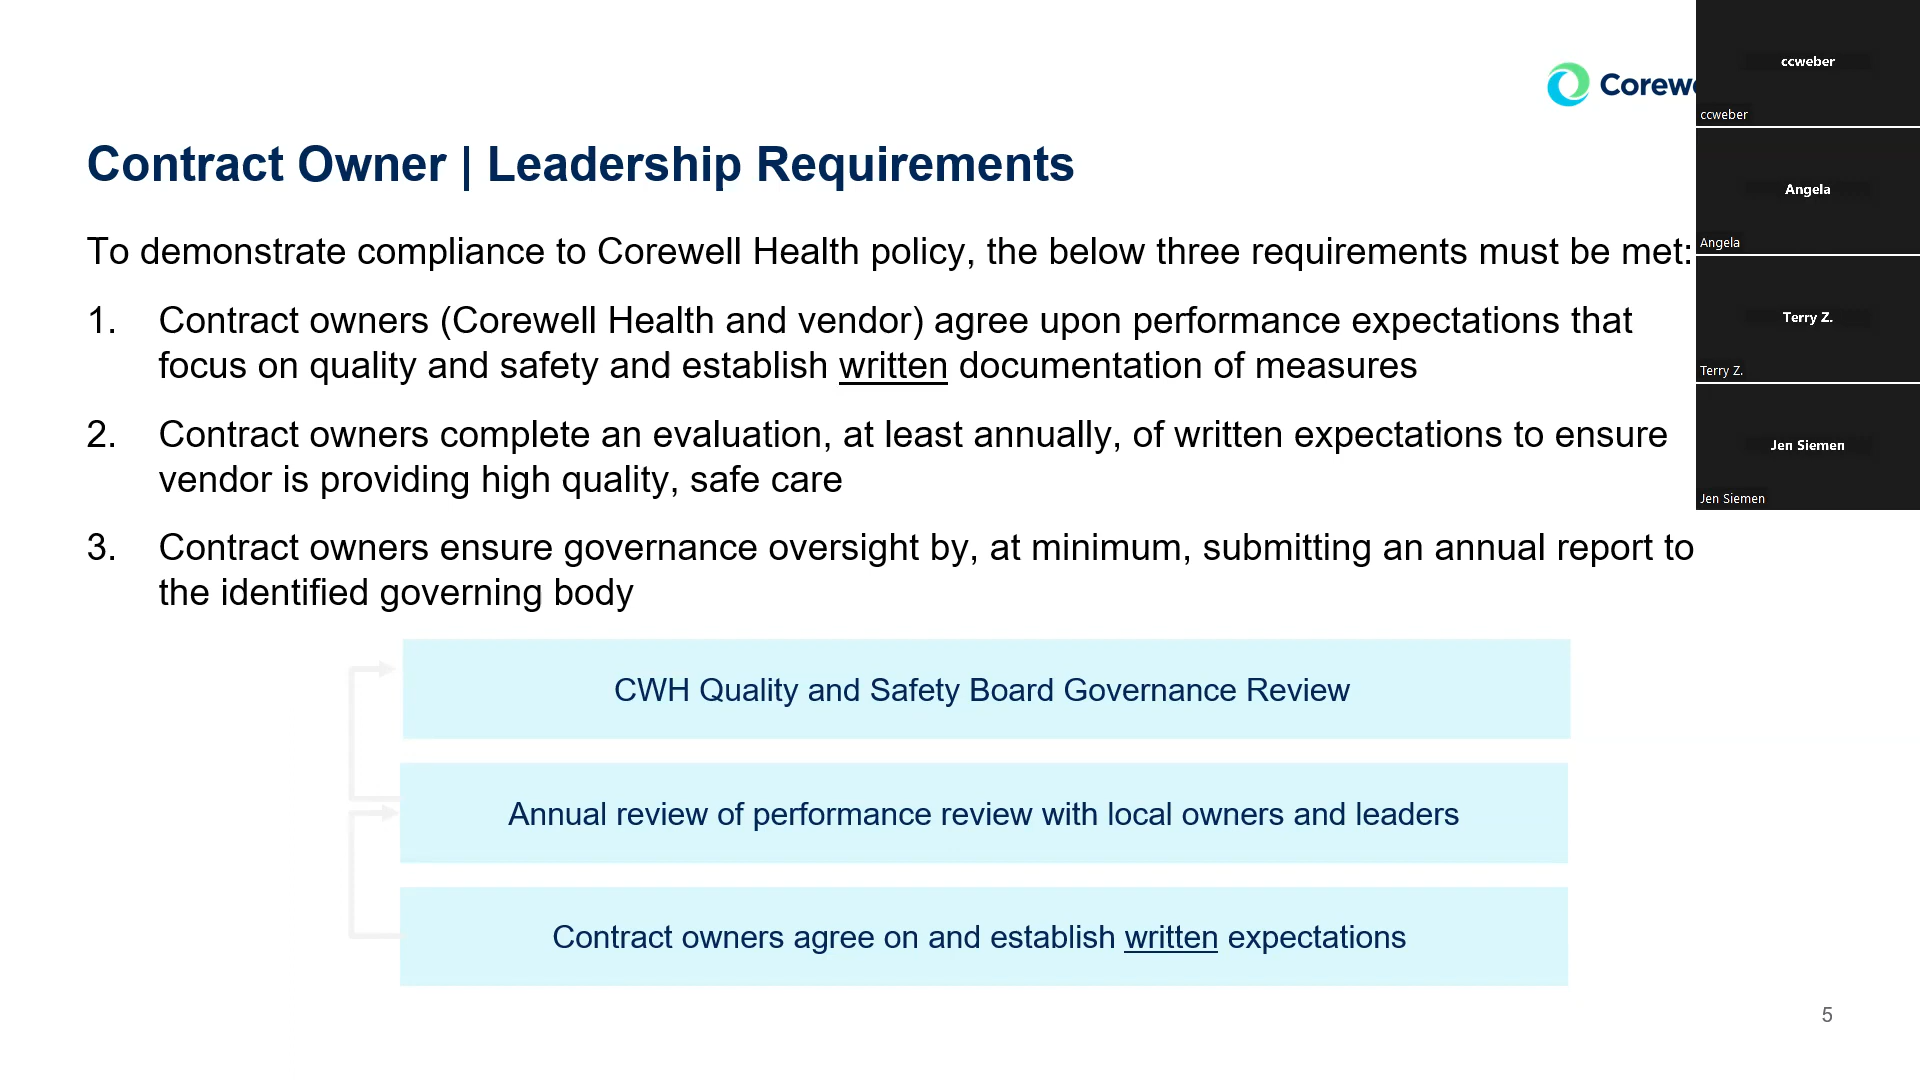 Contract Owner | Leadership Requirements
To demonstrate compliance to Corewell Health policy, the below three requirements must be met:
1. Contract owners (Corewell Health and vendor) agree upon performance expectations that
focus on quality and safety and establish written documentation of measures
2. Contract owners complete an evaluation, at least annually, of written expectations to ensure
vendor is providing high quality, safe care
3. Contract owners ensure governance oversight by, at minimum, submitting an annual report to
the identified governing body
CWH Quality and Safety Board Governance Review
Annual review of performance review with local owners and leaders
Contract owners agree on and establish written expectations
5
ccweber
ccweber
Angela
Angela
Terry Z.
Terry Z.
Jen Siemen
Jen Siemen